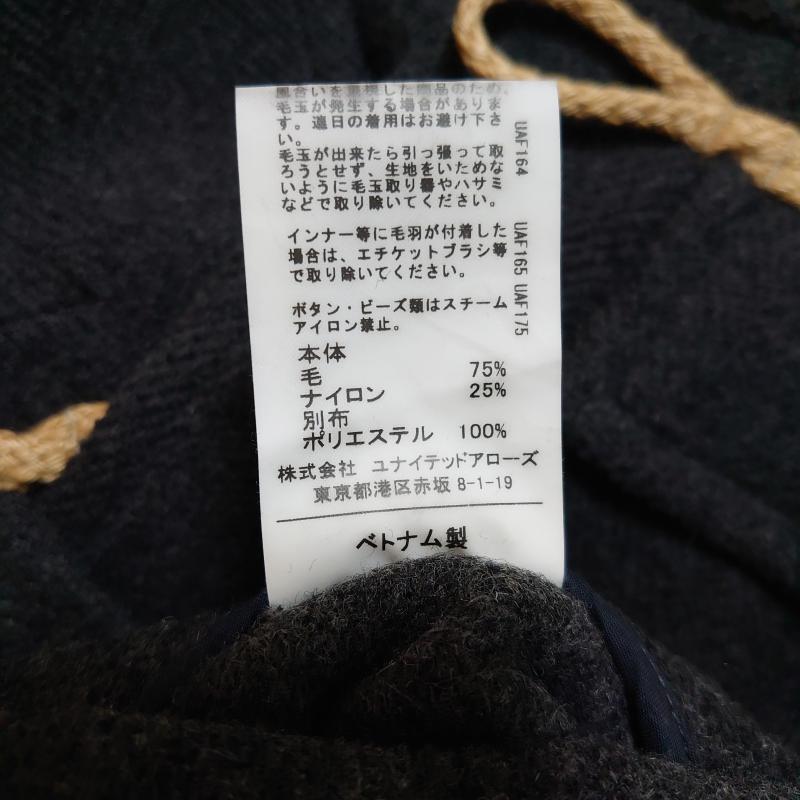 風合いを重視した商品のため、
毛玉が発生する場合がありま
す。連日の着用はお避け下さ
い。
毛玉が出来たら引っ張って取
ろうとせず、生地をいためな
いように毛玉取り器やハサミ
などで取り除いてください。
インナー等に毛羽が付着した
場合は、エチケットブラシ等
で取り除いてください。
ボタン・ビーズ類はスチーム
アイロン禁止。
UAF164
UAF165 UAF175
本体
毛 75%
ナイロン 25%
別布
ポリエステル 100%
株式会社 ユナイテッドアローズ
東京都港区赤坂 8-1-19
ベトナム製